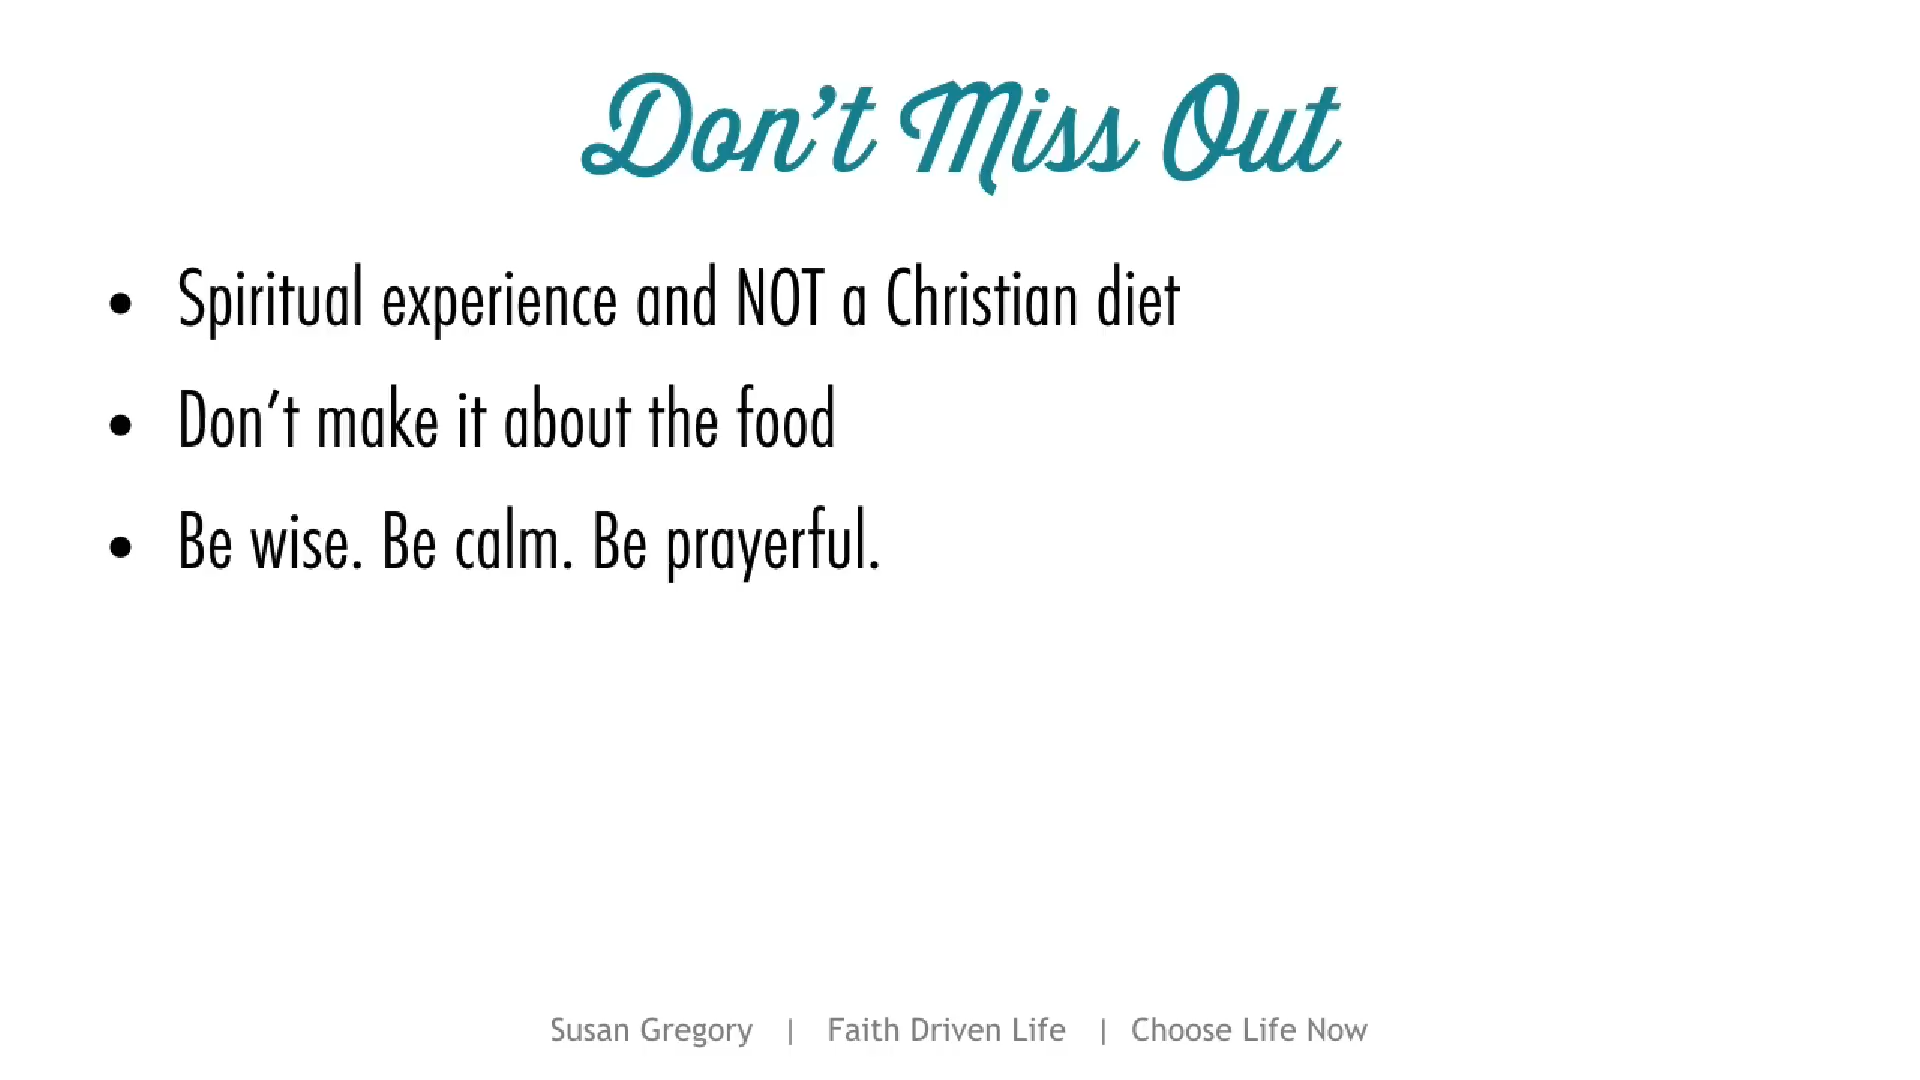 Don’t Miss Out
• Spiritual experience and NOT a Christian diet
• Don’t make it about the food
• Be wise. Be calm. Be prayerful.
Susan Gregory | Faith Driven Life | Choose Life Now